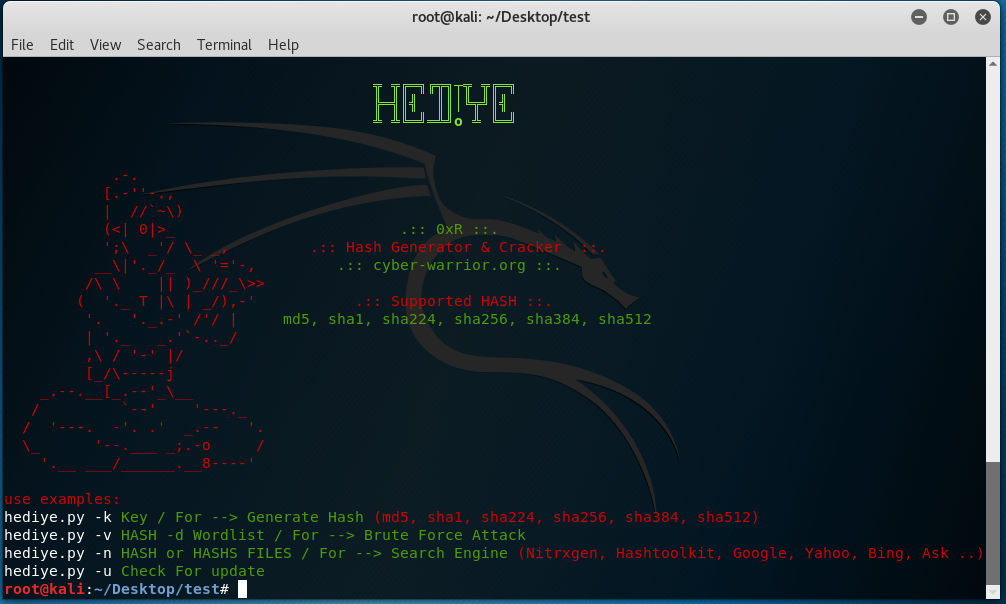 root@kali: ~/Desktop/test
File Edit View Search Terminal Help
HEDİYE
.:: 0xR ::.
.:: Hash Generator & Cracker .::.
.:: cyber-warrior.org ::.
.:: Supported HASH ::.
md5, sha1, sha224, sha256, sha384, sha512
use examples:
hediye.py -k Key / For --> Generate Hash (md5, sha1, sha224, sha256, sha384, sha512)
hediye.py -v HASH -d Wordlist / For --> Brute Force Attack
hediye.py -n HASH or HASHS FILES / For --> Search Engine (Nitrxgen, Hashtoolkit, Google, Yahoo, Bing, Ask ..)
hediye.py -u Check For update
root@kali:~/Desktop/test#